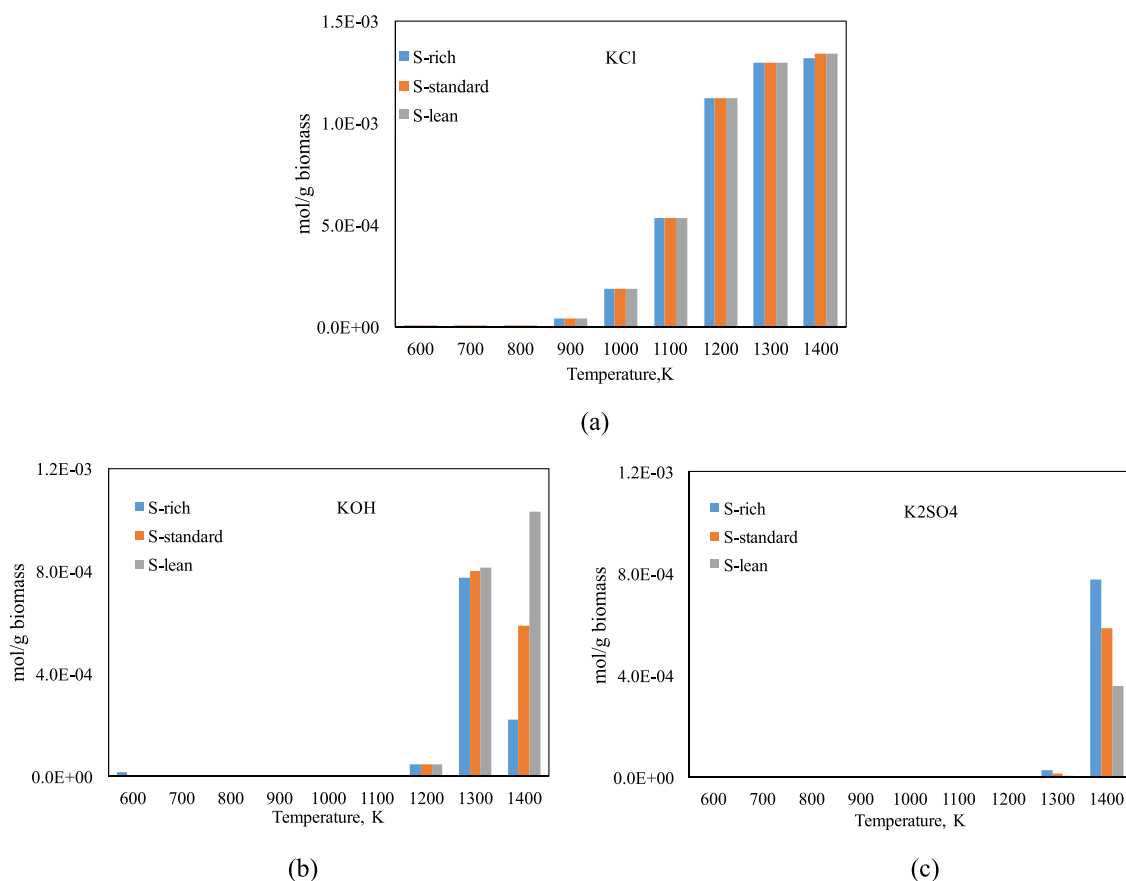 1.5E-03
S-rich
KCl
S-standard
S-lean
1.0E-03
5.0E-04
0.0E+00
mol/g biomass
600 700 800 900 1000 1100 1200 1300 1400
Temperature,K
(a)
1.2E-03
S-rich
KOH
S-standard
S-lean
8.0E-04
4.0E-04
0.0E+00
mol/g biomass
600 700 800 900 1000 1100 1200 1300 1400
Temperature, K
(b)
1.2E-03
S-rich
K2SO4
S-standard
S-lean
8.0E-04
4.0E-04
0.0E+00
mol/g biomass
600 700 800 900 1000 1100 1200 1300 1400
Temperature, K
(c)